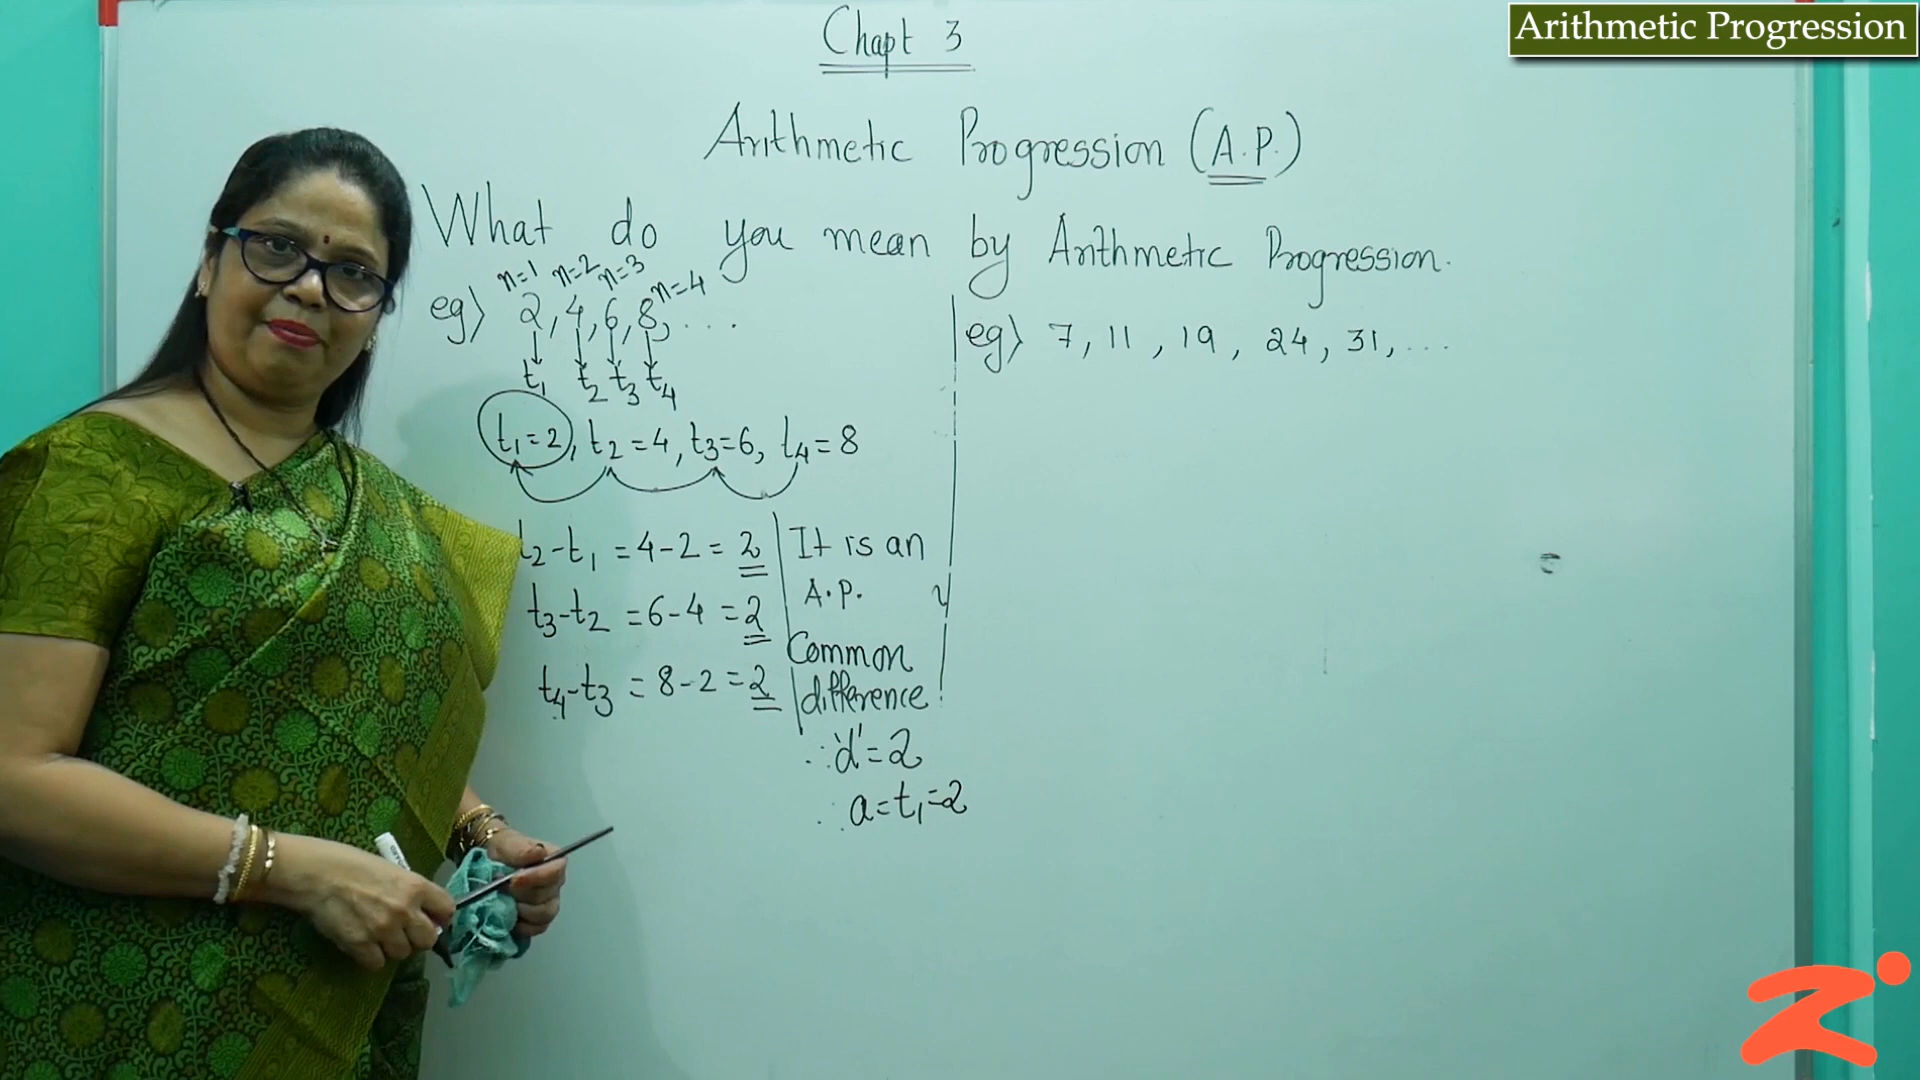 Arithmetic Progression
Chapt 3
Arithmetic Progression (A.P.)
What do you mean by Arithmetic Progression.
n=1 n=2 n=3 n=4
eg) 2, 4, 6, 8, ...
t1 t2 t3 t4
t1=2, t2=4, t3=6, t4=8
t2-t1 = 4-2 = 2
t3-t2 = 6-4 = 2
t4-t3 = 8-2 = 2
It is an
A.P.
Common
difference
∴ 'd'=2
∴ a=t1=2
eg) 7, 11, 19, 24, 31, ...